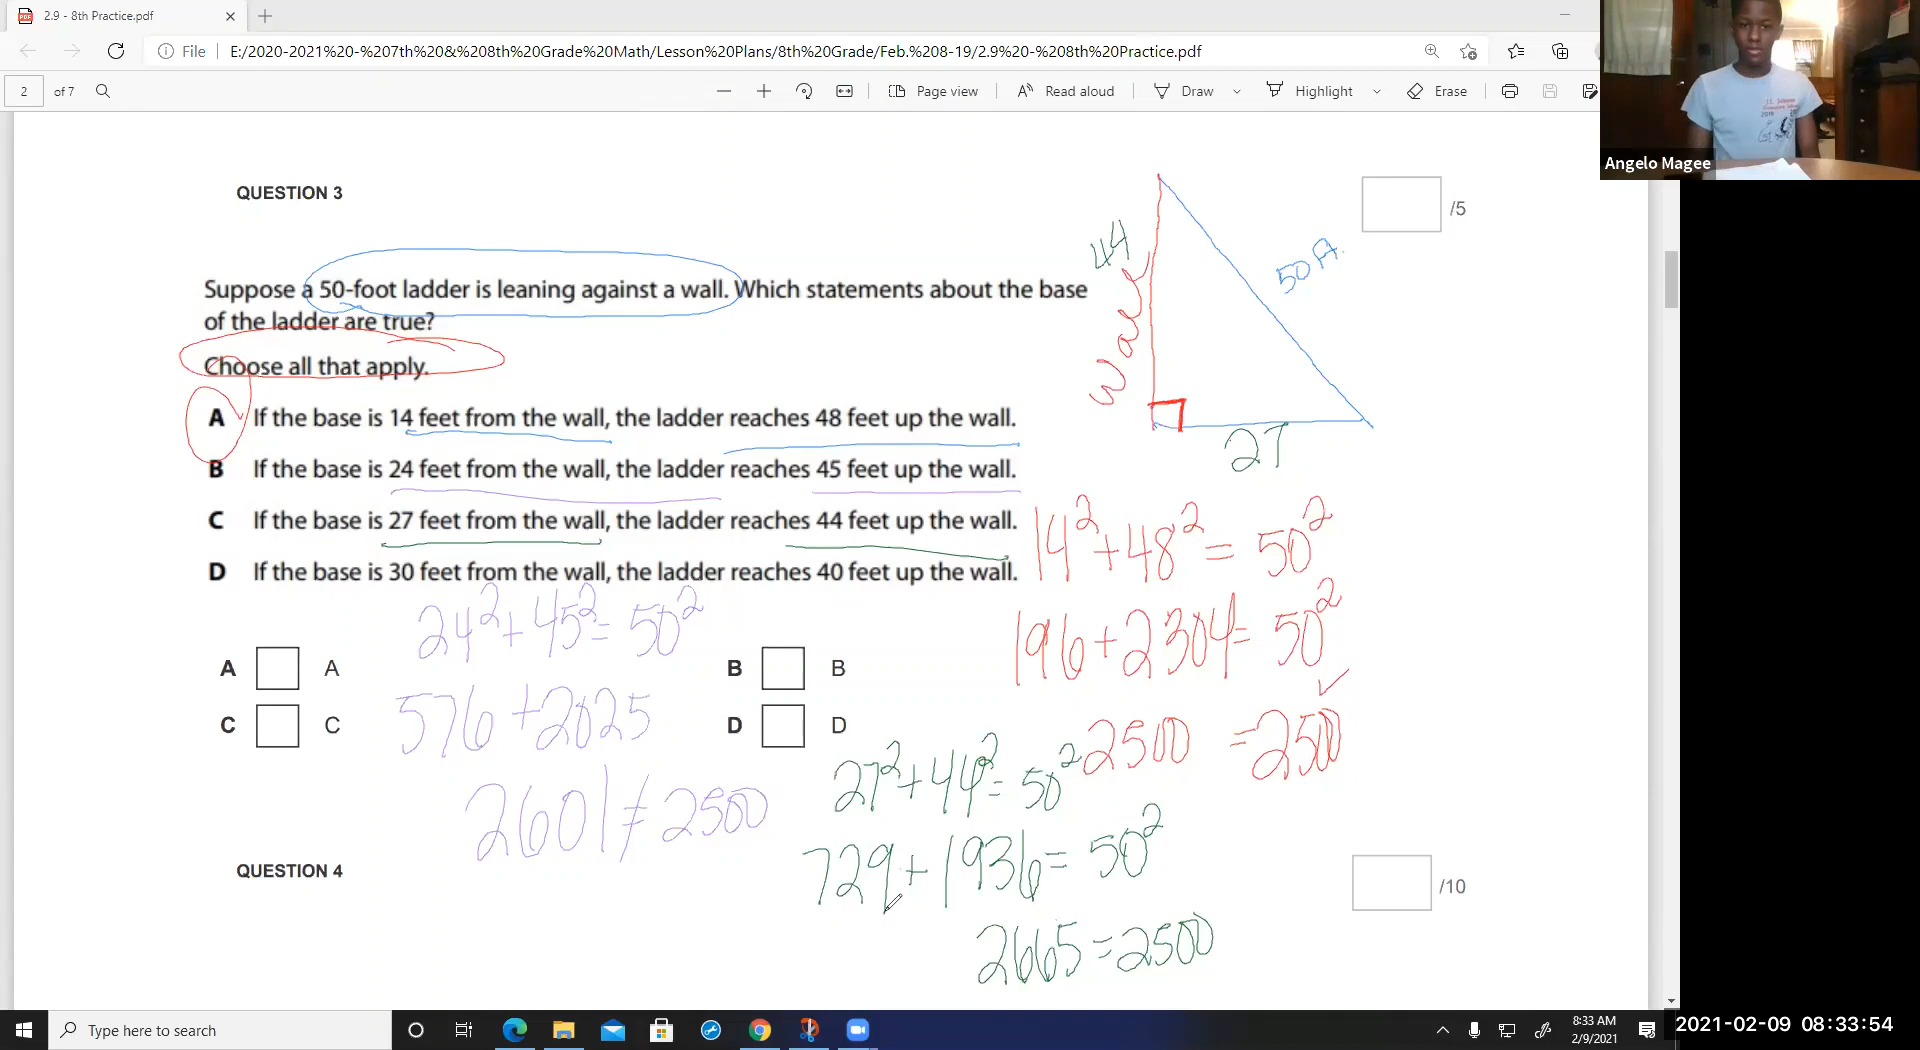 2.9 - 8th Practice.pdf
File E:/2020-2021%20-%207th%20&%208th%20Grade%20Math/Lesson%20Plans/8th%20Grade/Feb.%208-19/2.9%20-%208th%20Practice.pdf
2 of 7 Page view Read aloud Draw Highlight Erase
Angelo Magee
QUESTION 3
/5
44
50 ft.
Wall
27
Suppose a 50-foot ladder is leaning against a wall. Which statements about the base
of the ladder are true?
Choose all that apply.
A If the base is 14 feet from the wall, the ladder reaches 48 feet up the wall.
B If the base is 24 feet from the wall, the ladder reaches 45 feet up the wall.
C If the base is 27 feet from the wall, the ladder reaches 44 feet up the wall.
D If the base is 30 feet from the wall, the ladder reaches 40 feet up the wall.
14² + 48² = 50²
196 + 2304 = 50²
2500 = 2500
24² + 45² = 50²
576 + 2025
2601 ≠ 2500
A A
B B
C C
D D
27² + 44² = 50²
729 + 1936 = 50²
2665 = 2500
QUESTION 4
/10
Type here to search
8:33 AM
2/9/2021
2021-02-09 08:33:54